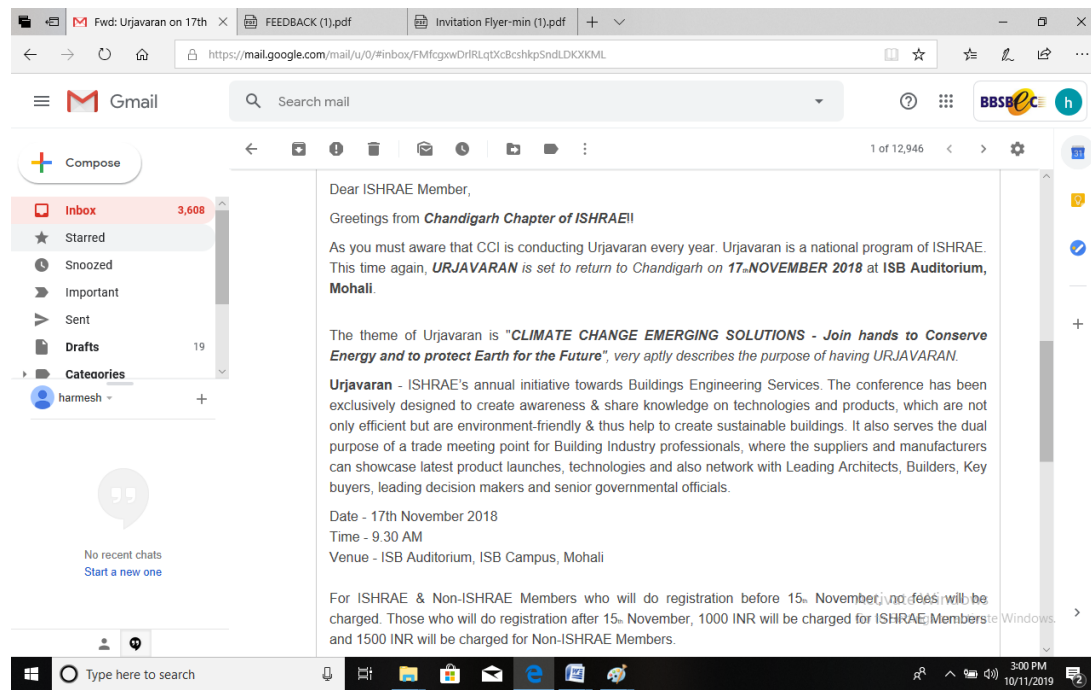 Fwd: Urjavaran on 17th
FEEDBACK (1).pdf
Invitation Flyer-min (1).pdf
https://mail.google.com/mail/u/0/#inbox/FMfcgxwDrlRLqtXcBcshkpSndLDKXKML
Gmail
Search mail
BBSBeC
h
Compose
1 of 12,946
31
Inbox 3,608
Starred
Snoozed
Important
Sent
Drafts 19
Categories
harmesh
No recent chats
Start a new one
Dear ISHRAE Member,
Greetings from Chandigarh Chapter of ISHRAE!!
As you must aware that CCI is conducting Urjavaran every year. Urjavaran is a national program of ISHRAE.
This time again, URJAVARAN is set to return to Chandigarh on 17th NOVEMBER 2018 at ISB Auditorium,
Mohali.
The theme of Urjavaran is "CLIMATE CHANGE EMERGING SOLUTIONS - Join hands to Conserve
Energy and to protect Earth for the Future", very aptly describes the purpose of having URJAVARAN.
Urjavaran - ISHRAE's annual initiative towards Buildings Engineering Services. The conference has been
exclusively designed to create awareness & share knowledge on technologies and products, which are not
only efficient but are environment-friendly & thus help to create sustainable buildings. It also serves the dual
purpose of a trade meeting point for Building Industry professionals, where the suppliers and manufacturers
can showcase latest product launches, technologies and also network with Leading Architects, Builders, Key
buyers, leading decision makers and senior governmental officials.
Date - 17th November 2018
Time - 9.30 AM
Venue - ISB Auditorium, ISB Campus, Mohali
For ISHRAE & Non-ISHRAE Members who will do registration before 15th November, no fees will be
charged. Those who will do registration after 15th November, 1000 INR will be charged for ISHRAE Members
and 1500 INR will be charged for Non-ISHRAE Members.
Activate Windows
Windows.
Type here to search
3:00 PM
10/11/2019
2